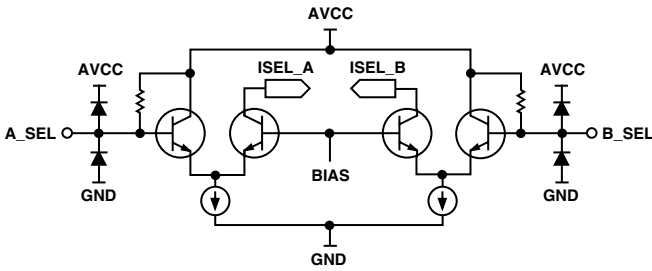 AVCC
AVCC
ISEL_A
ISEL_B
AVCC
A_SEL
B_SEL
BIAS
GND
GND
GND